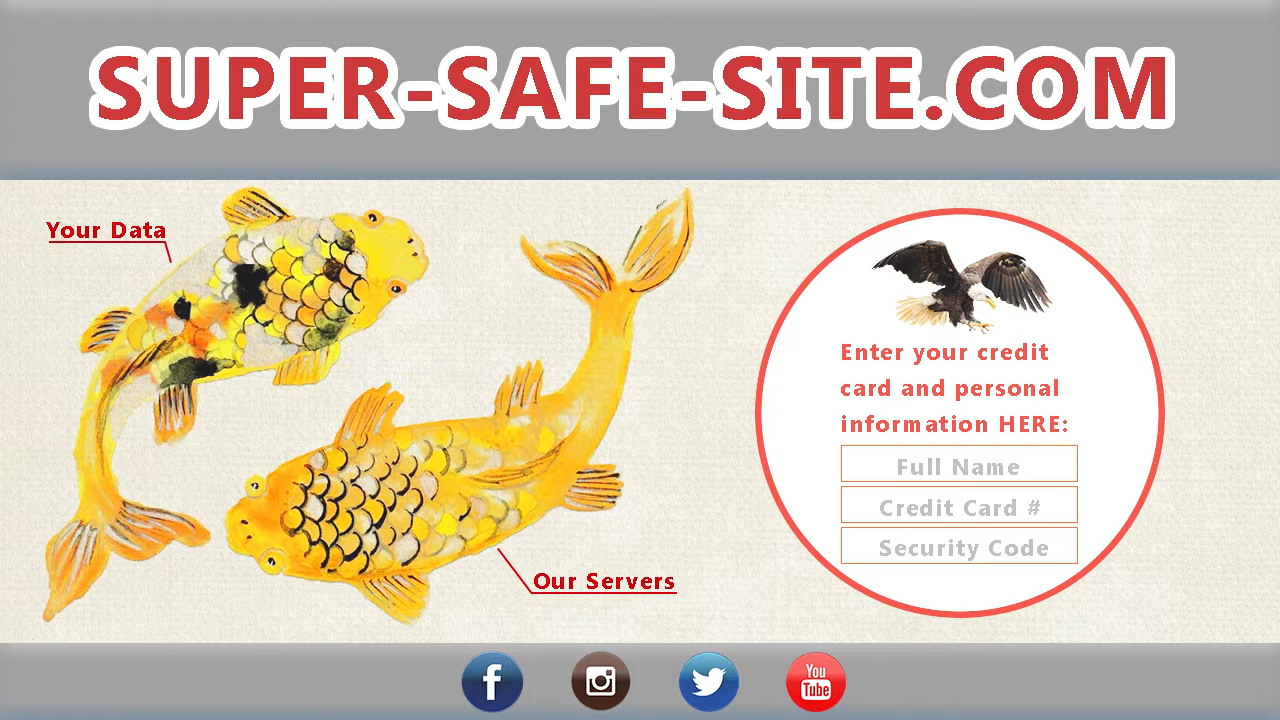 SUPER-SAFE-SITE.COM
Your Data
Our Servers
Enter your credit
card and personal
information HERE:
Full Name
Credit Card #
Security Code
f
You
Tube